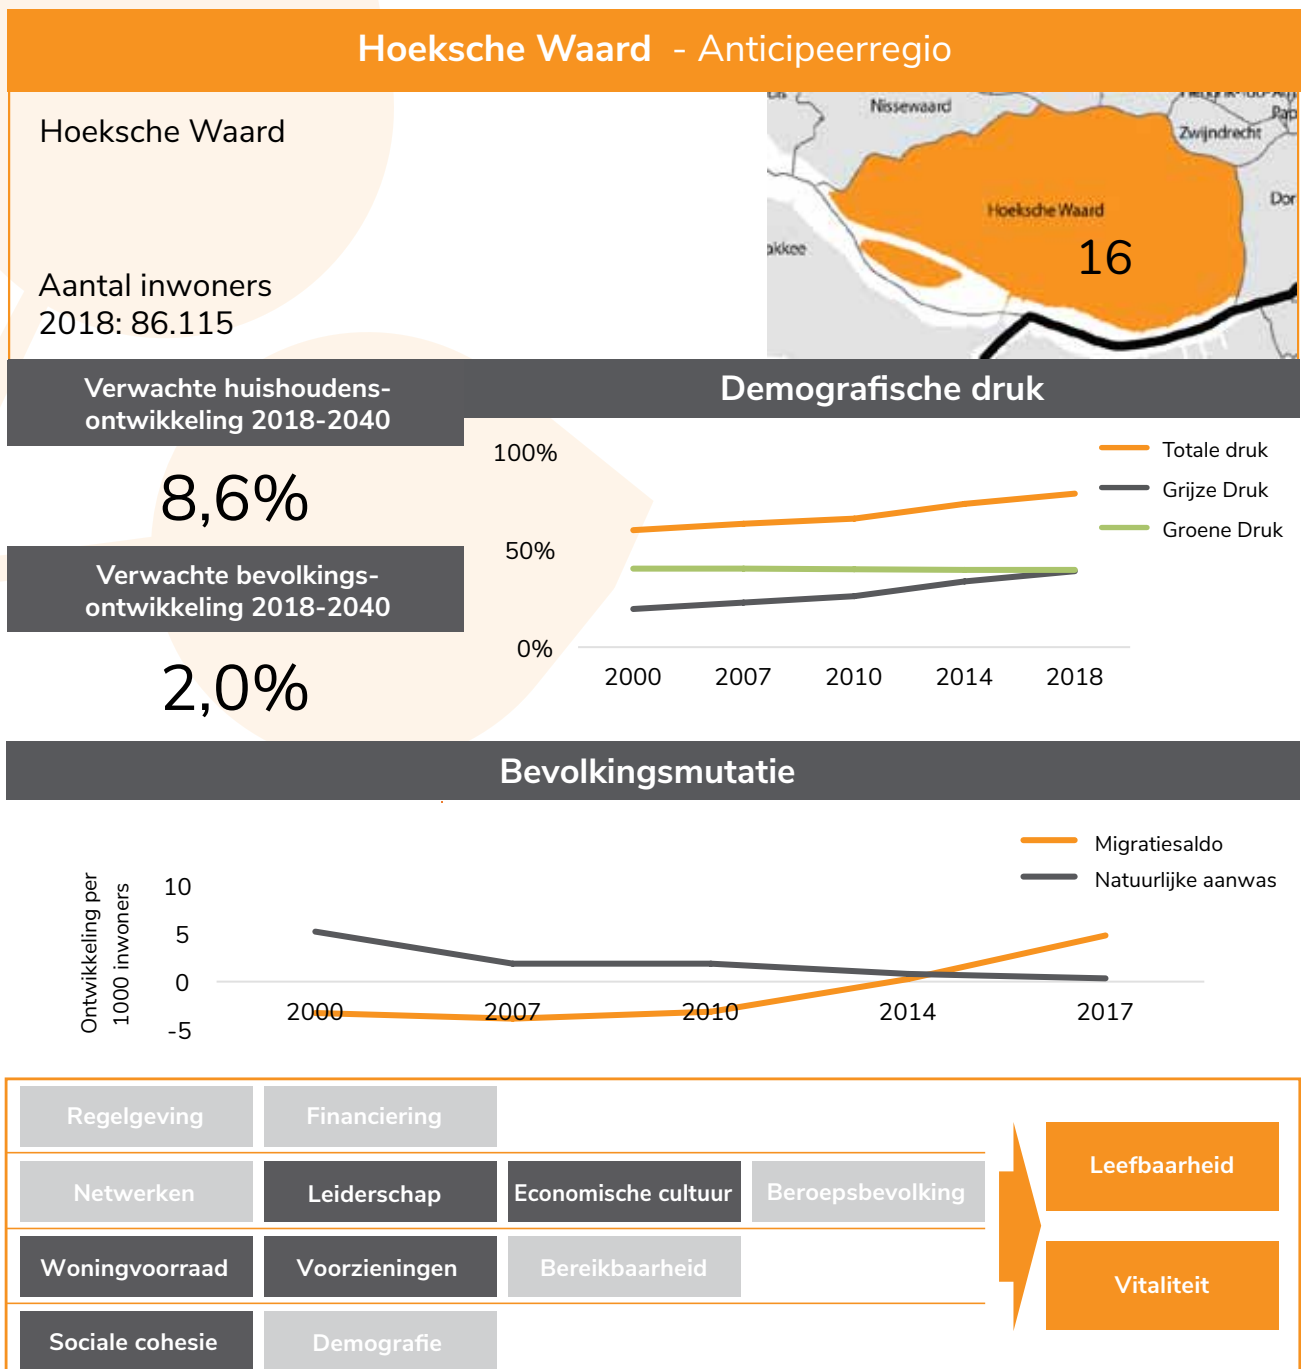 Hoeksche Waard - Anticipeerregio
Hoeksche Waard
Aantal inwoners
2018: 86.115
Nissewaard
Zwijndrecht
Pap
Hoeksche Waard
Dor
akkee
16
Verwachte huishoudens-
ontwikkeling 2018-2040
8,6%
Verwachte bevolkings-
ontwikkeling 2018-2040
2,0%
Demografische druk
100%
50%
0%
2000 2007 2010 2014 2018
Totale druk
Grijze Druk
Groene Druk
Bevolkingsmutatie
Migratiesaldo
Natuurlijke aanwas
Ontwikkeling per
1000 inwoners
10
5
0
-5
2000 2007 2010 2014 2017
Regelgeving Financiering
Netwerken Leiderschap Economische cultuur Beroepsbevolking
Woningvoorraad Voorzieningen Bereikbaarheid
Sociale cohesie Demografie
Leefbaarheid
Vitaliteit